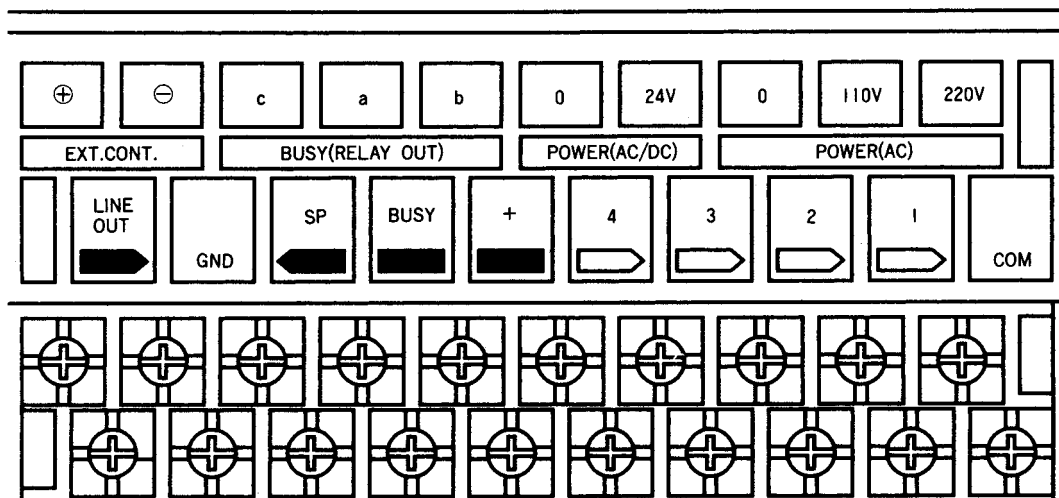 ⊕ ⊖ c a b 0 24V 0 110V 220V
EXT.CONT. BUSY(RELAY OUT) POWER(AC/DC) POWER(AC)
LINE OUT GND SP BUSY + 4 3 2 1 COM